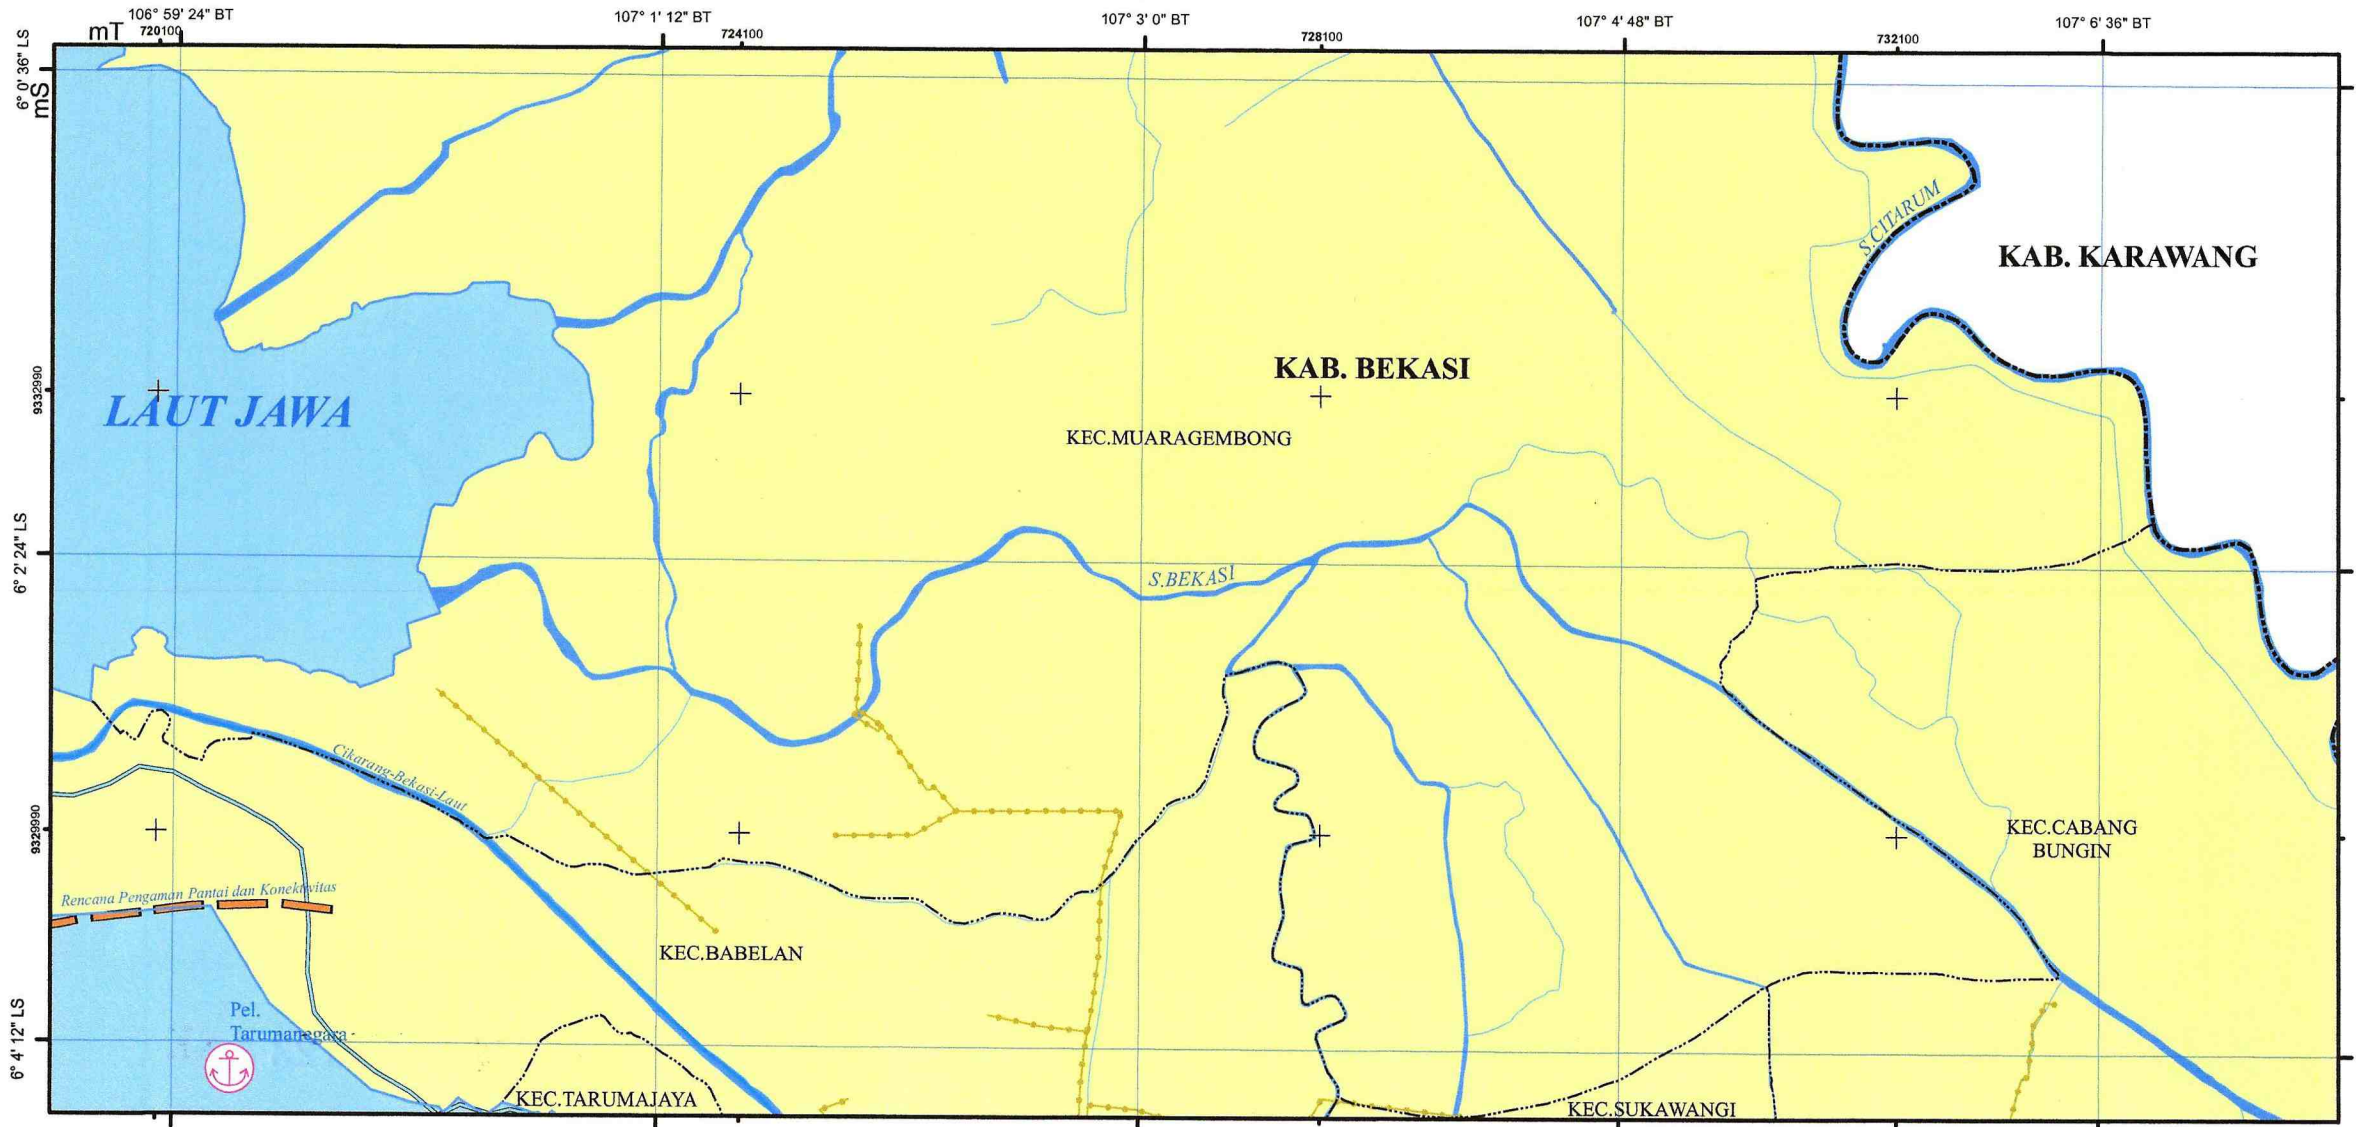 106° 59' 24" BT
107° 1' 12" BT
107° 3' 0" BT
107° 4' 48" BT
107° 6' 36" BT
mT
720100
724100
728100
732100
6° 0' 36" LS
mS
S.CITARUM
KAB. KARAWANG
KAB. BEKASI
9332990
LAUT JAWA
KEC.MUARAGEMBONG
6° 2' 24" LS
S.BEKASI
Cikarang-Bekasi-Laut
9329990
KEC.CABANG
BUNGIN
Rencana Pengaman Pantai dan Konektivitas
KEC.BABELAN
6° 4' 12" LS
Pel.
Tarumanegara
KEC.TARUMAJAYA
KEC.SUKAWANGI